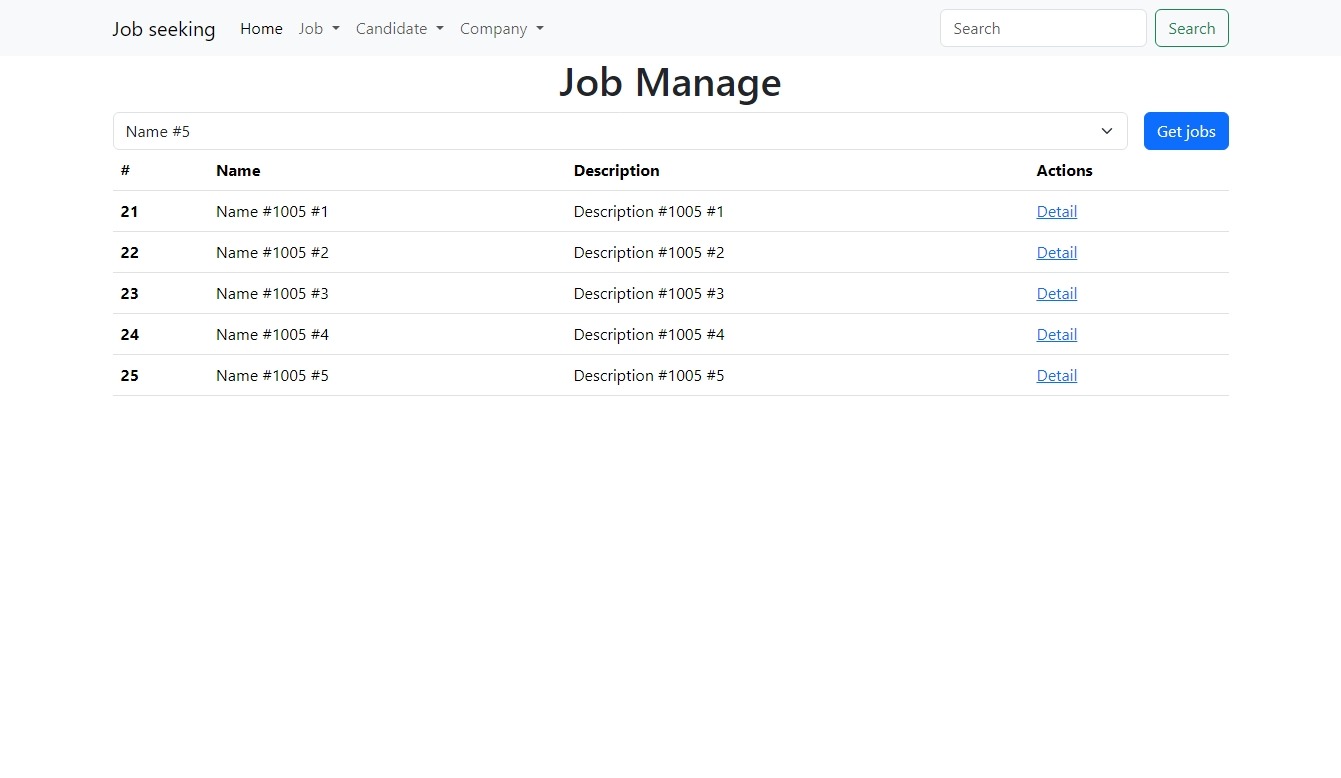 Job seeking Home Job Candidate Company Search Search
Job Manage
Name #5 Get jobs
# Name Description Actions
21 Name #1005 #1 Description #1005 #1 Detail
22 Name #1005 #2 Description #1005 #2 Detail
23 Name #1005 #3 Description #1005 #3 Detail
24 Name #1005 #4 Description #1005 #4 Detail
25 Name #1005 #5 Description #1005 #5 Detail